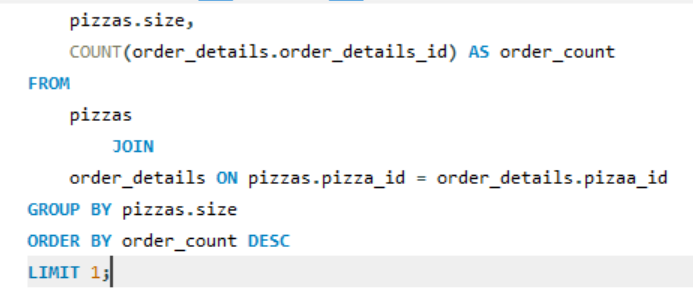 pizzas.size,
COUNT(order_details.order_details_id) AS order_count
FROM
pizzas
JOIN
order_details ON pizzas.pizza_id = order_details.pizaa_id
GROUP BY pizzas.size
ORDER BY order_count DESC
LIMIT 1;